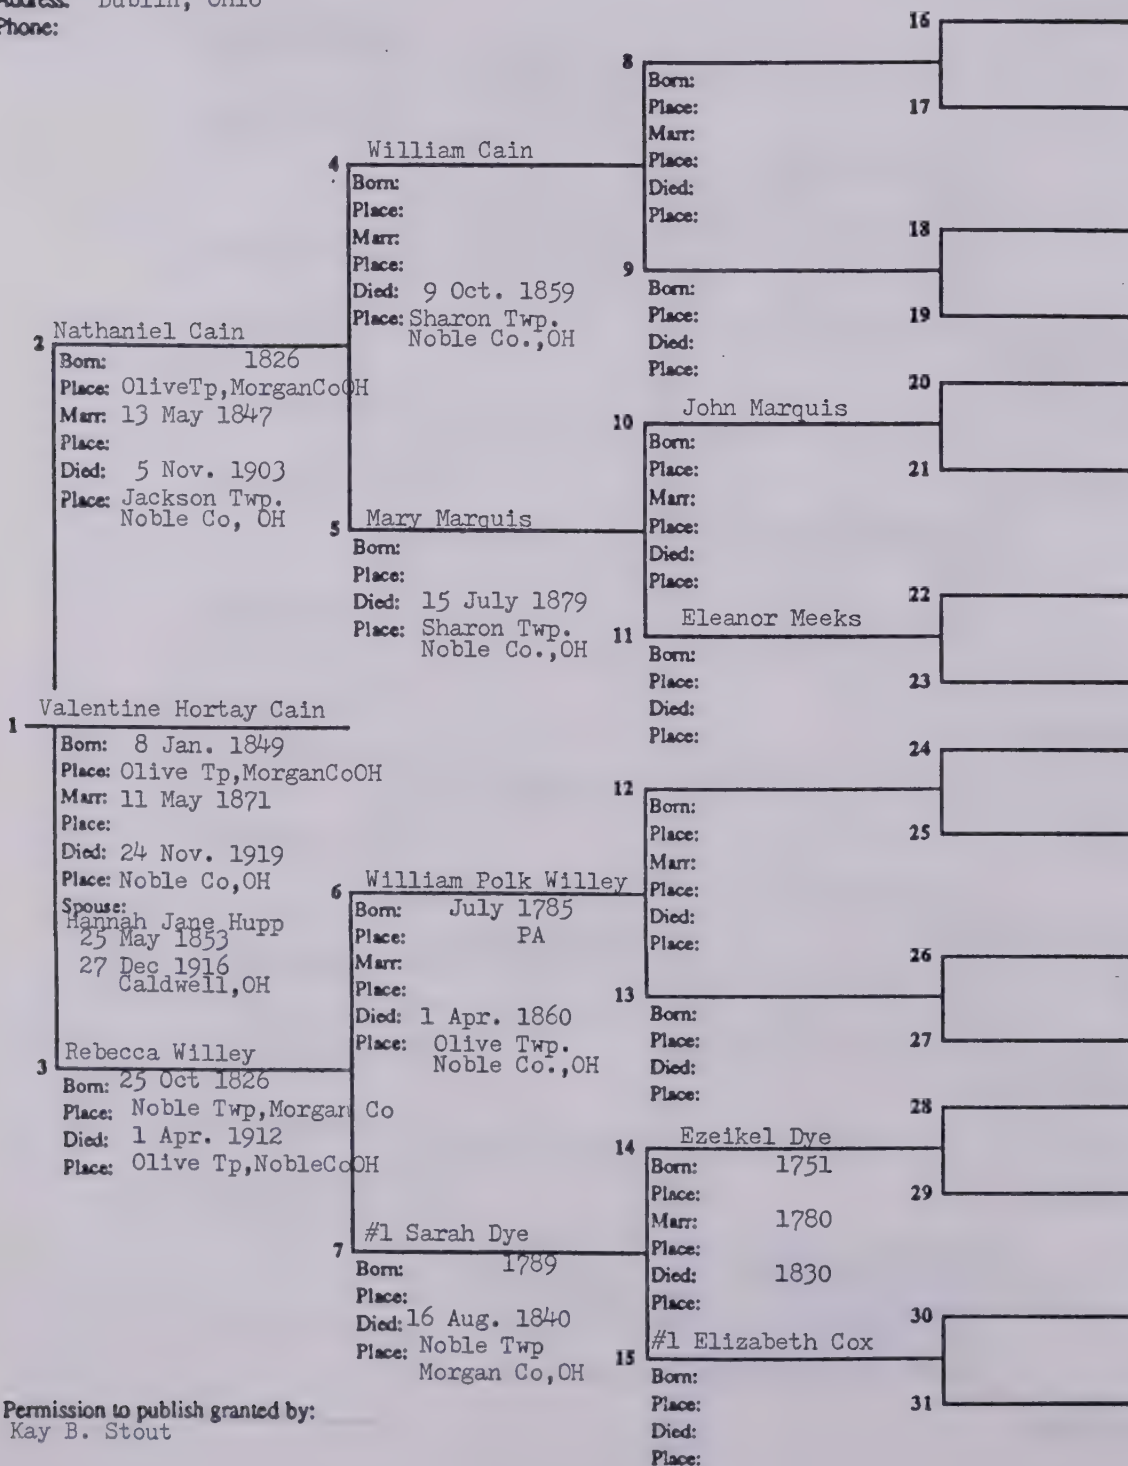 Address: Dublin, Ohio
Phone:
16
8
Born:
Place:
Marr:
Place:
Died:
Place:
17
4 William Cain
Born:
Place:
Marr:
Place:
Died: 9 Oct. 1859
Place: Sharon Twp.
Noble Co.,OH
18
9
Born:
Place:
Died:
Place:
19
2 Nathaniel Cain
Born: 1826
Place: OliveTp,MorganCoOH
Marr: 13 May 1847
Place:
Died: 5 Nov. 1903
Place: Jackson Twp.
Noble Co, OH
20
10 John Marquis
Born:
Place:
Marr:
Place:
Died:
Place:
21
5 Mary Marquis
Born:
Place:
Died: 15 July 1879
Place: Sharon Twp.
Noble Co.,OH
22
11 Eleanor Meeks
Born:
Place:
Died:
Place:
23
1 Valentine Hortay Cain
Born: 8 Jan. 1849
Place: Olive Tp,MorganCoOH
Marr: 11 May 1871
Place:
Died: 24 Nov. 1919
Place: Noble Co,OH
Spouse:
Hannah Jane Hupp
25 May 1853
27 Dec 1916
Caldwell,OH
24
12
Born:
Place:
Marr:
Place:
Died:
Place:
25
6 William Polk Willey
Born: July 1785
Place: PA
Marr:
Place:
Died: 1 Apr. 1860
Place: Olive Twp.
Noble Co.,OH
26
13
Born:
Place:
Died:
Place:
27
3 Rebecca Willey
Born: 25 Oct 1826
Place: Noble Twp,Morgan Co
Died: 1 Apr. 1912
Place: Olive Tp,NobleCoOH
28
14 Ezeikel Dye
Born: 1751
Place:
Marr: 1780
Place:
Died: 1830
Place:
29
7 #1 Sarah Dye
Born: 1789
Place:
Died: 16 Aug. 1840
Place: Noble Twp
Morgan Co,OH
30
15 #1 Elizabeth Cox
Born:
Place:
Died:
Place:
31
Permission to publish granted by:
Kay B. Stout